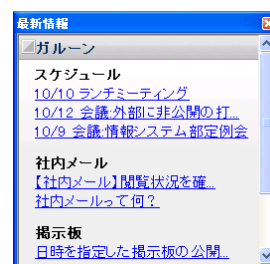 最新情報
ガルーン
スケジュール
10/10 ランチミーティング
10/12 会議:外部に非公開の打...
10/9 会議:情報システム部定例会
社内メール
【社内メール】閲覧状況を確...
社内メールって何？
掲示板
日時を指定した掲示板の公開...